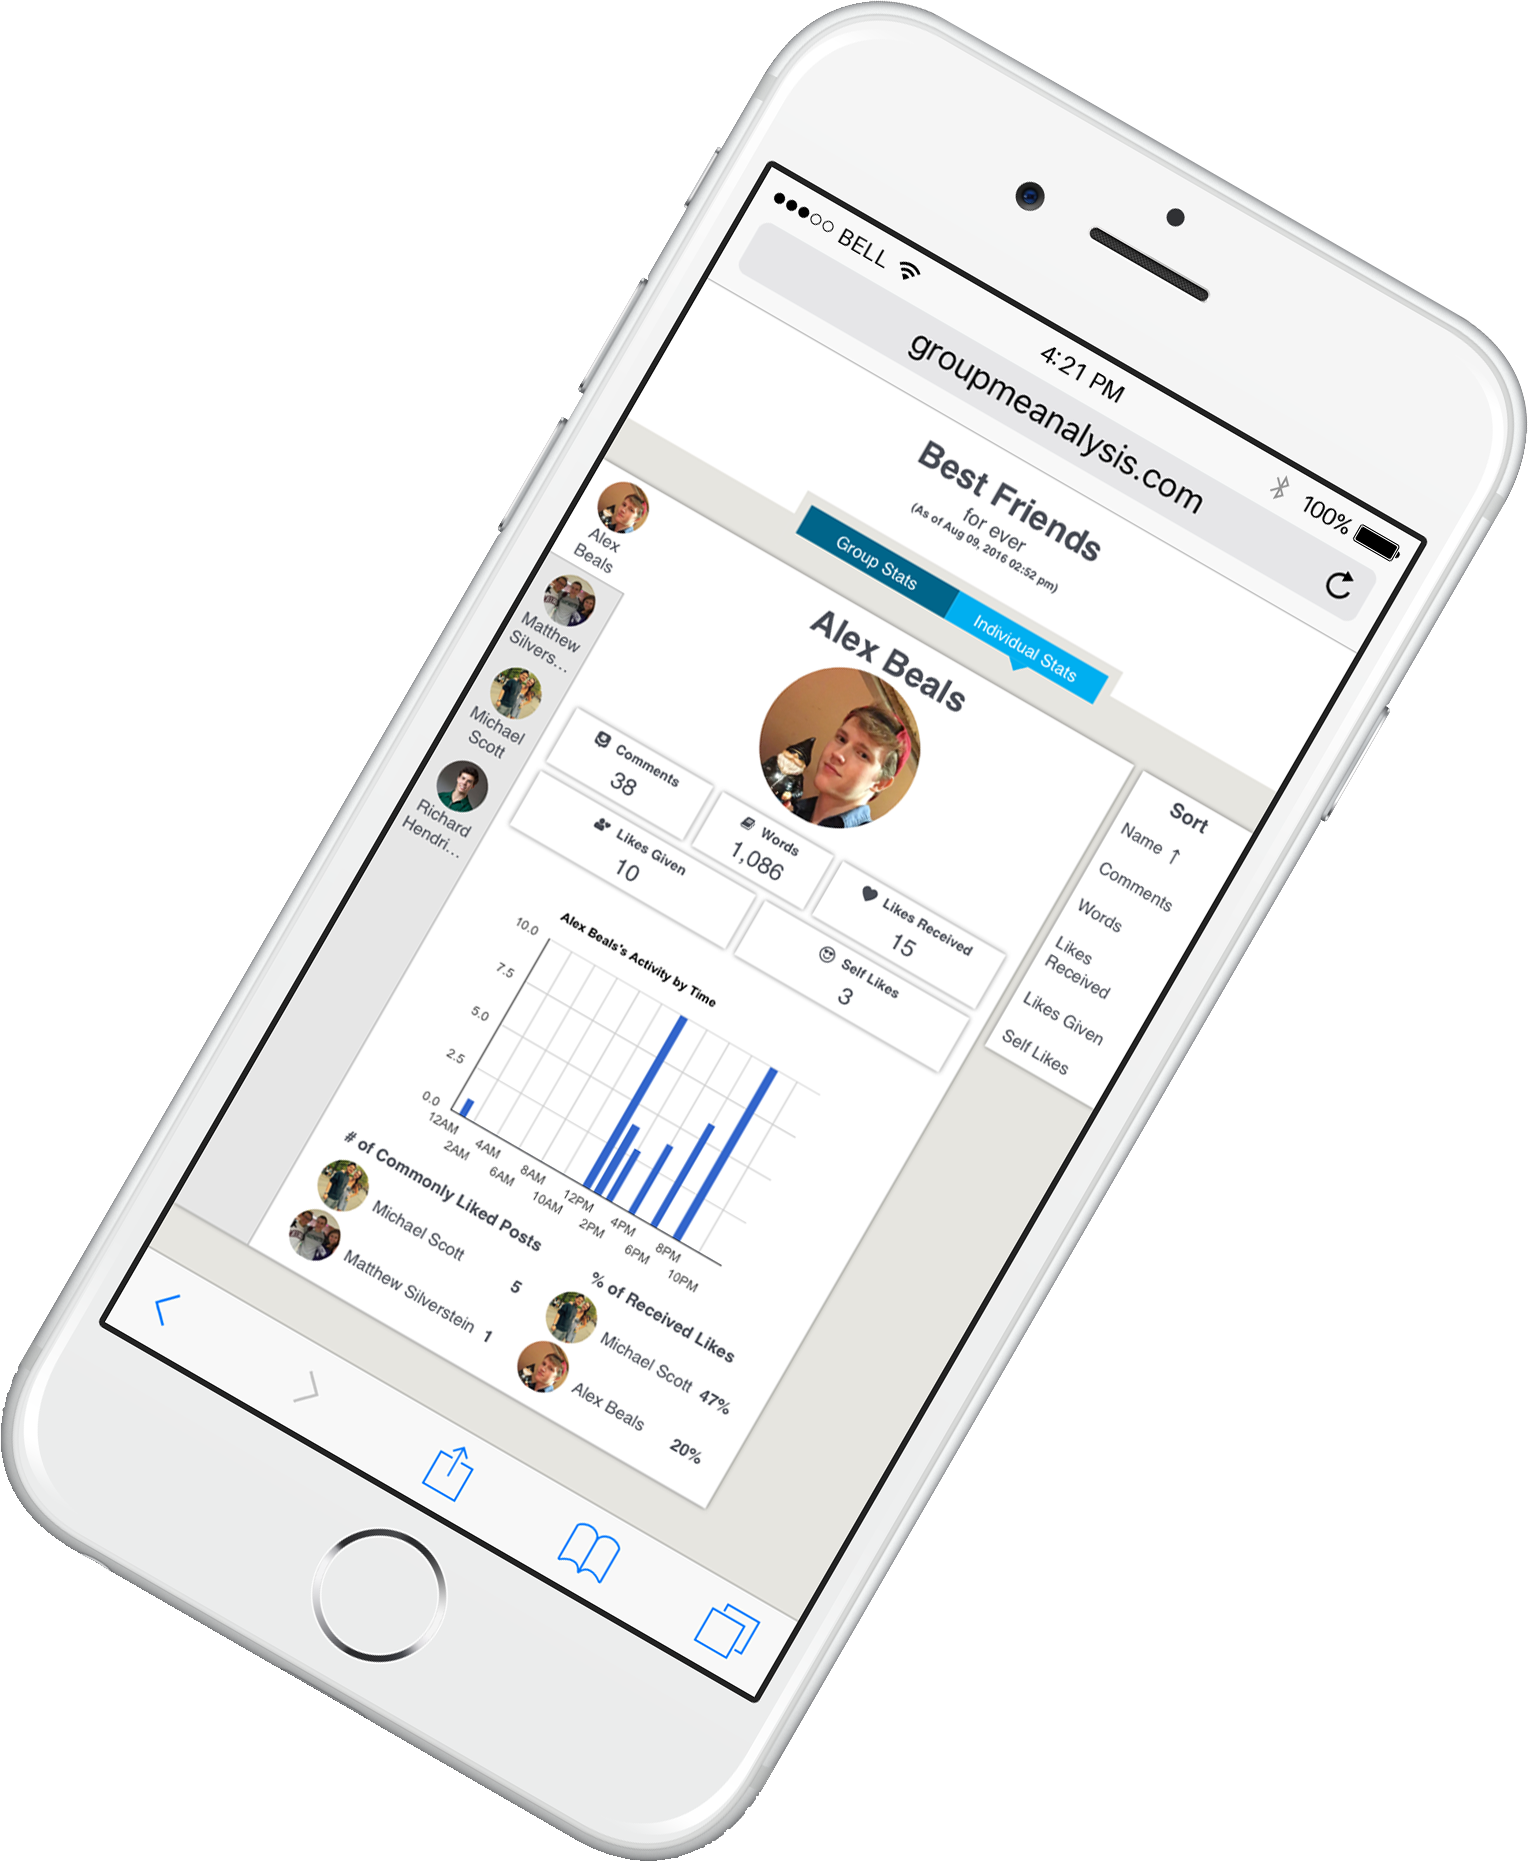 BELL
4:21 PM
100%
groupmeanalysis.com
Best Friends
for ever
(As of Aug 09, 2016 02:52 pm)
Group Stats
Individual Stats
Alex
Beals
Matthew
Silvers...
Michael
Scott
Richard
Hendri...
Alex Beals
Comments
38
Words
1,086
Likes Received
15
Likes Given
10
Self Likes
3
Sort
Name ↑
Comments
Words
Likes
Received
Likes Given
Self Likes
Alex Beals's Activity by Time
10.0
7.5
5.0
2.5
0.0
12AM
2AM
4AM
6AM
8AM
10AM
12PM
2PM
4PM
6PM
8PM
10PM
# of Commonly Liked Posts
Michael Scott 5
Matthew Silverstein 1
% of Received Likes
Michael Scott 47%
Alex Beals 20%